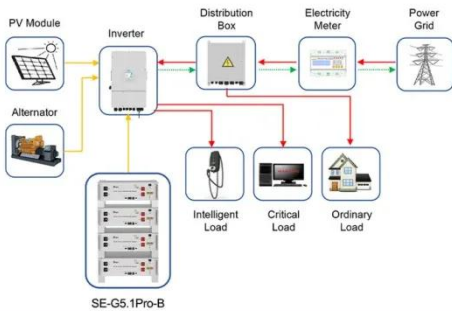 PV Module
Inverter
Distribution
Box
Electricity
Meter
Power
Grid
Alternator
Intelligent
Load
Critical
Load
Ordinary
Load
SE-G5.1Pro-B